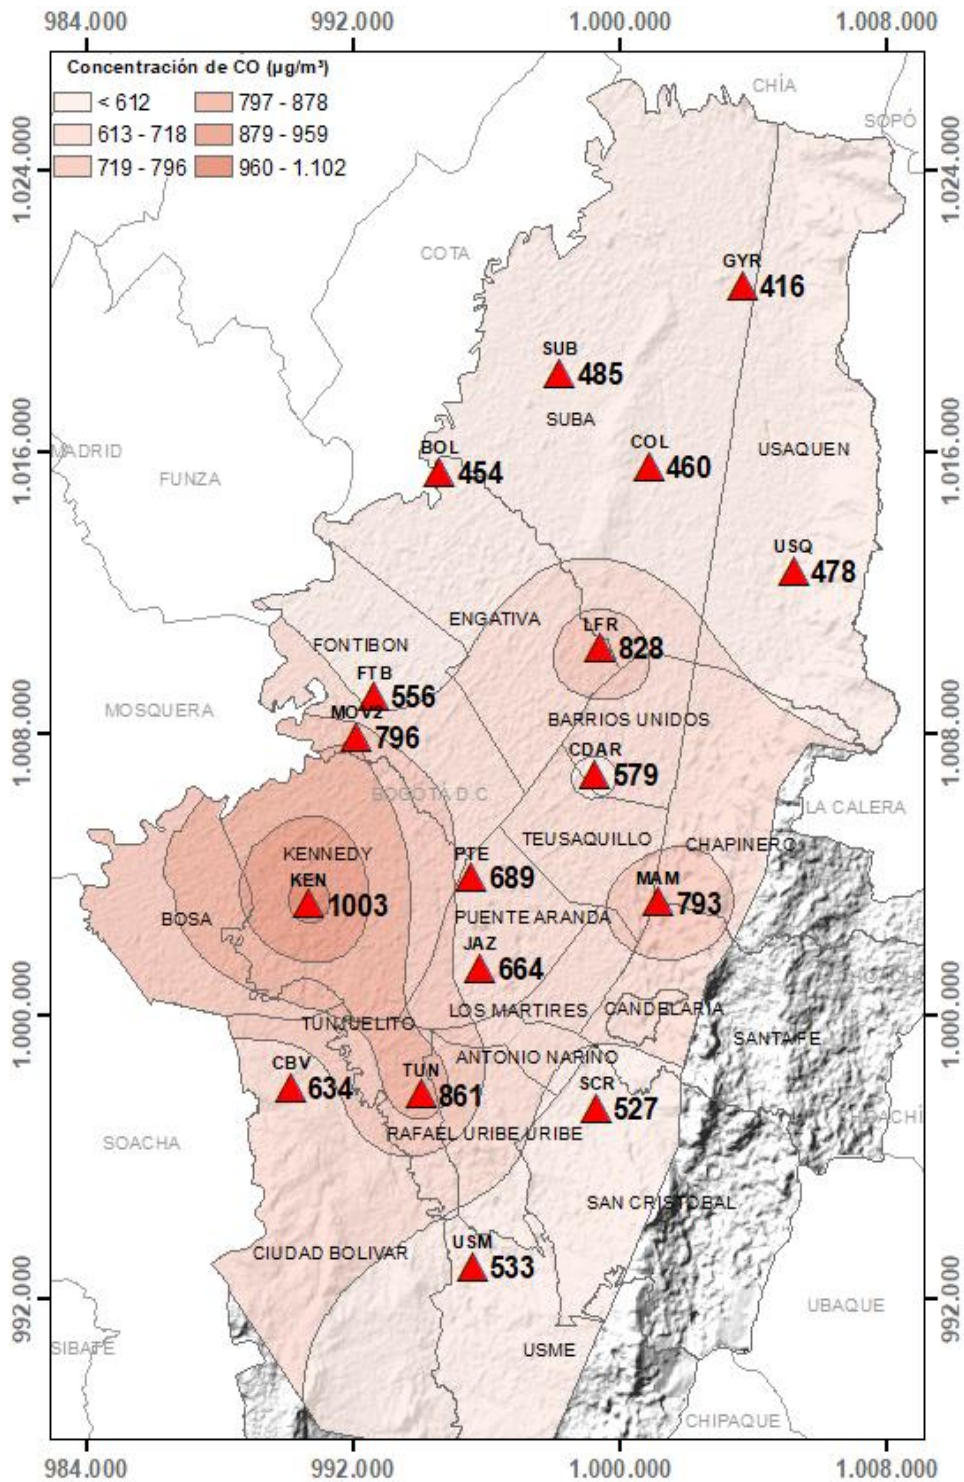 984.000 992.000 1.000.000 1.008.000
Concentración de CO (µg/m³)
< 612 797 - 878
613 - 718 879 - 959
719 - 796 960 - 1.102
CHÍA
SOPÓ
1.024.000 1.024.000
COTA
GYR
416
SUB
485
SUBA
BOL
454
COL
460
USAQUEN
MADRID
FUNZA
1.016.000 1.016.000
USQ
478
ENGATIVA
LFR
828
FONTIBON
FTB
556
MOSQUERA
MOV2
796
BARRIOS UNIDOS
CDAR
579
1.008.000 1.008.000
BOGOTÁ D.C.
LA CALERA
TEUSAQUILLO
CHAPINERO
KENNEDY
KEN
1003
PTE
689
MAM
793
BOSA
PUENTE ARANDA
JAZ
664
LOS MARTIRES
CANDELARIA
TUNJUELITO
SANTA FE
1.000.000 1.000.000
ANTONIO NARIÑO
CBV
634
TUN
861
SCR
527
SOACHA
RAFAEL URIBE URIBE
SAN CRISTOBAL
CIUDAD BOLIVAR
USM
533
UBAQUE
992.000 992.000
SIBATÉ
USME
CHIPAQUE
984.000 992.000 1.000.000 1.008.000